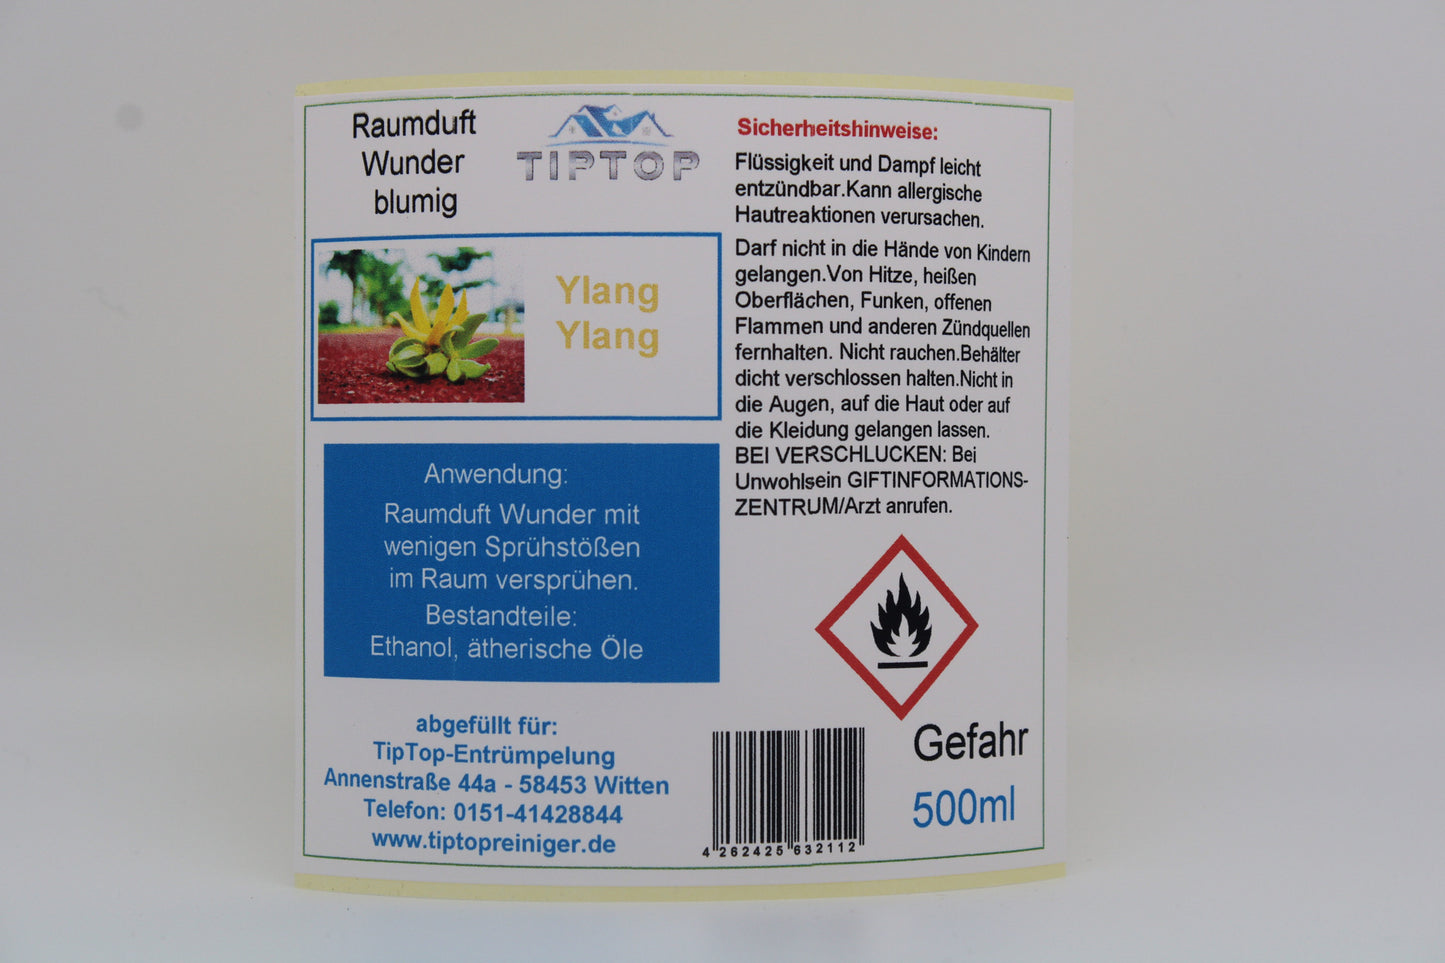 Raumduft
Wunder
blumig
TIPTOP
Ylang
Ylang
Anwendung:
Raumduft Wunder mit
wenigen Sprühstößen
im Raum versprühen.
Bestandteile:
Ethanol, ätherische Öle
abgefüllt für:
TipTop-Entrümpelung
Annenstraße 44a - 58453 Witten
Telefon: 0151-41428844
www.tiptopreiniger.de
Sicherheitshinweise:
Flüssigkeit und Dampf leicht
entzündbar.Kann allergische
Hautreaktionen verursachen.
Darf nicht in die Hände von Kindern
gelangen.Von Hitze, heißen
Oberflächen, Funken, offenen
Flammen und anderen Zündquellen
fernhalten. Nicht rauchen.Behälter
dicht verschlossen halten.Nicht in
die Augen, auf die Haut oder auf
die Kleidung gelangen lassen.
BEI VERSCHLUCKEN: Bei
Unwohlsein GIFTINFORMATIONS-
ZENTRUM/Arzt anrufen.
Gefahr
500ml
4 262425 632112